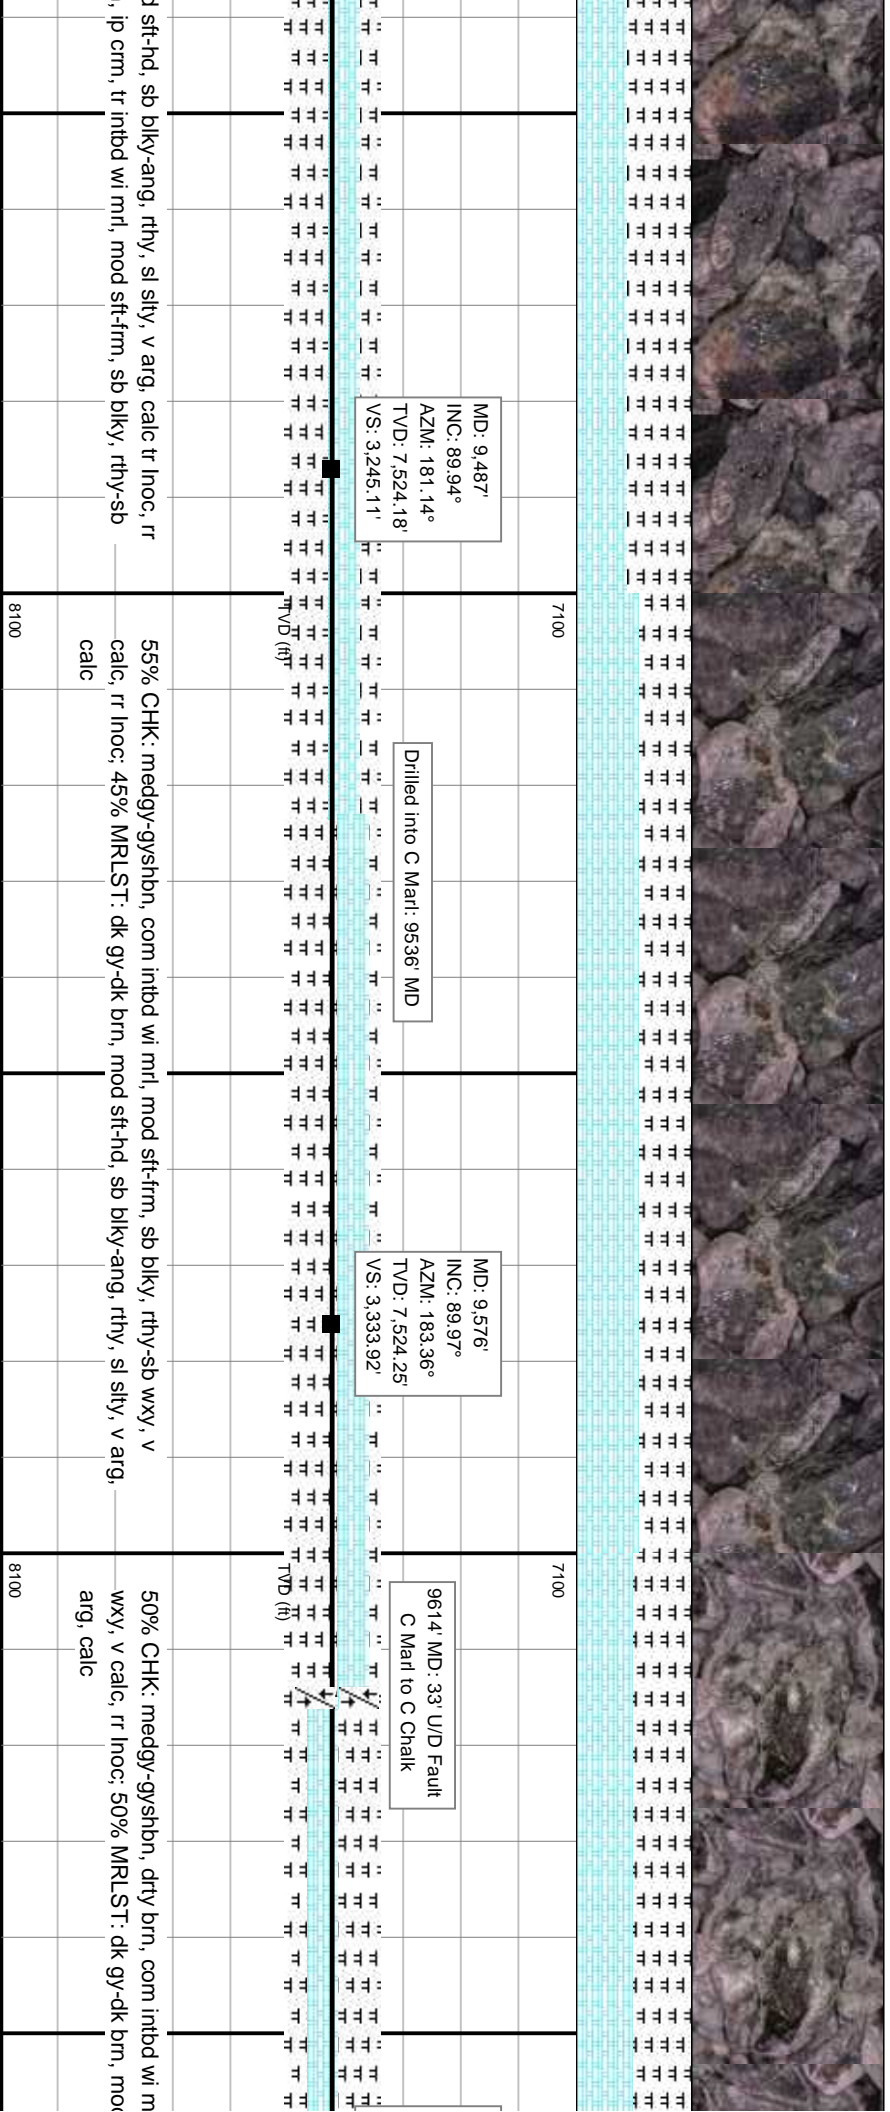 d sft-hd, sb blky-ang, rthy, sl slty, v arg, calc tr Inoc, rr
, ip crm, tr intbd wi mrl, mod sft-frm, sb blky, rthy-sb
MD: 9,487'
INC: 89.94°
AZM: 181.14°
TVD: 7,524.18'
VS: 3,245.11'
7100
TVD (ft)
8100
55% CHK: medgy-gyshbn, com intbd wi mrl, mod sft-frm, sb blky, rthy-sb wxy, v
calc, rr Inoc; 45% MRLST: dk gy-dk brn, mod sft-hd, sb blky-ang, rthy, sl slty, v arg,
calc
Drilled into C Marl: 9536' MD
MD: 9,576'
INC: 89.97°
AZM: 183.36°
TVD: 7,524.25'
VS: 3,333.92'
7100
TVD (ft)
8100
9614' MD: 33' U/D Fault
C Marl to C Chalk
50% CHK: medgy-gyshbn, drty brn, com intbd wi m
wxy, v calc, rr Inoc; 50% MRLST: dk gy-dk brn, mod
arg, calc